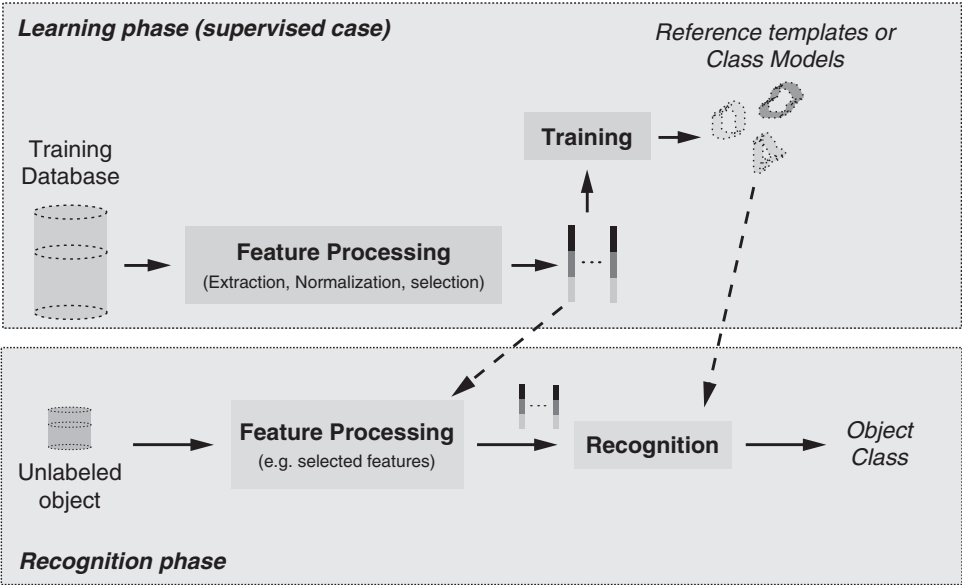 Learning phase (supervised case)
Reference templates or
Class Models
Training
Training
Database
Feature Processing
(Extraction, Normalization, selection)
...
Feature Processing
(e.g. selected features)
...
Recognition
Object
Class
Unlabeled
object
Recognition phase